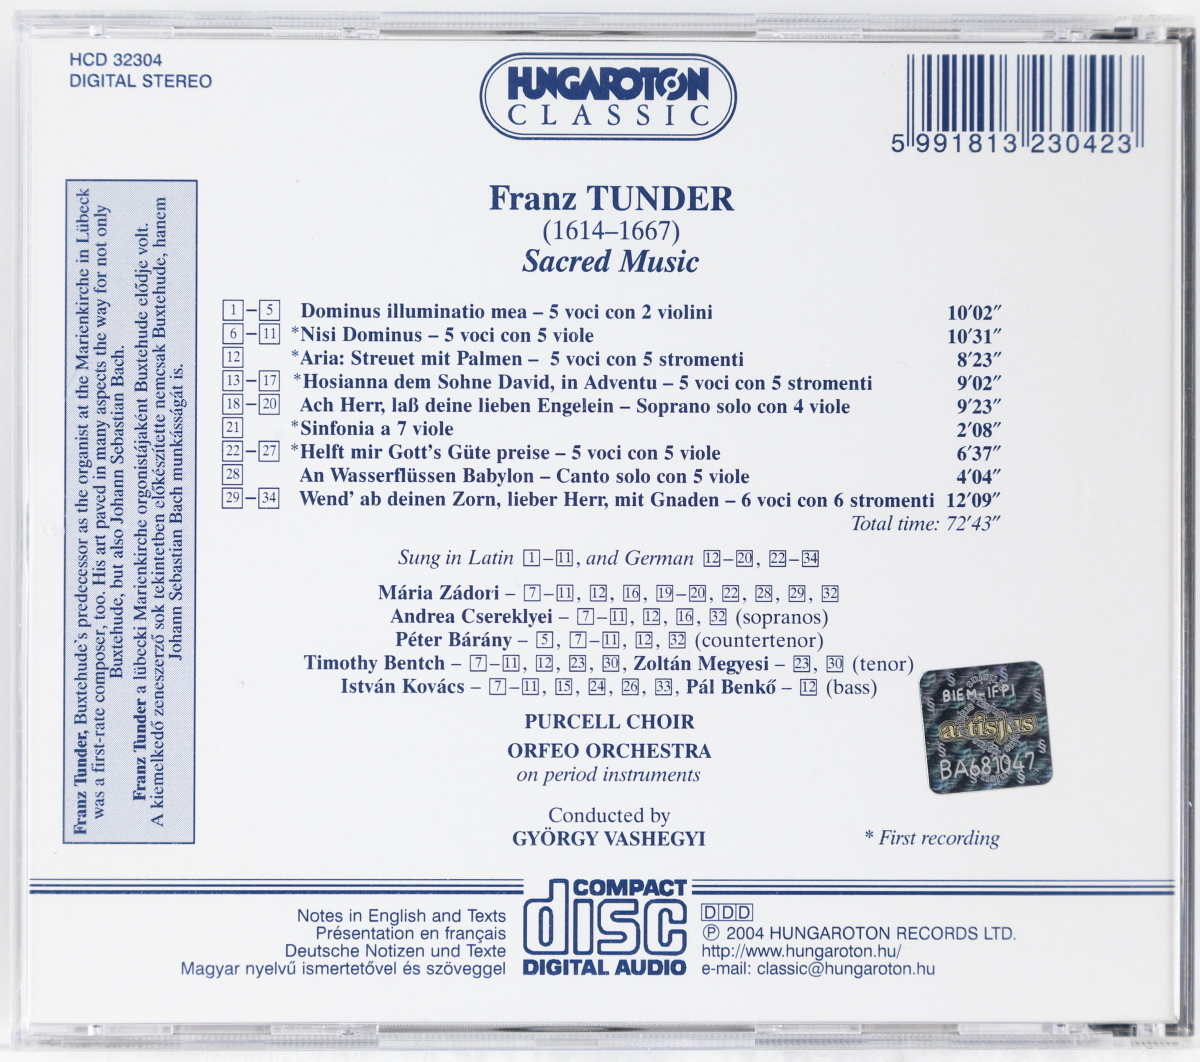 HCD 32304
DIGITAL STEREO
HUNGAROTON
CLASSIC
5 991813 230423
Franz TUNDER
(1614–1667)
Sacred Music
1 – 5 Dominus illuminatio mea – 5 voci con 2 violini 10′02″
6 – 11 *Nisi Dominus – 5 voci con 5 viole 10′31″
12 *Aria: Streuet mit Palmen – 5 voci con 5 stromenti 8′23″
13 – 17 *Hosianna dem Sohne David, in Adventu – 5 voci con 5 stromenti 9′02″
18 – 20 Ach Herr, laß deine lieben Engelein – Soprano solo con 4 viole 9′23″
21 *Sinfonia a 7 viole 2′08″
22 – 27 *Helft mir Gott's Güte preise – 5 voci con 5 viole 6′37″
28 An Wasserflüssen Babylon – Canto solo con 5 viole 4′04″
29 – 34 Wend' ab deinen Zorn, lieber Herr, mit Gnaden – 6 voci con 6 stromenti 12′09″
Total time: 72′43″
Sung in Latin 1–11, and German 12–20, 22–34
Mária Zádori – 7–11, 12, 16, 19–20, 22, 28, 29, 32
Andrea Csereklyei – 7–11, 12, 16, 32 (sopranos)
Péter Bárány – 5, 7–11, 12, 32 (countertenor)
Timothy Bentch – 7–11, 12, 23, 30, Zoltán Megyesi – 23, 30 (tenor)
István Kovács – 7–11, 15, 24, 26, 33, Pál Benkő – 12 (bass)
PURCELL CHOIR
ORFEO ORCHESTRA
on period instruments
Conducted by
GYÖRGY VASHEGYI
* First recording
Franz Tunder, Buxtehude's predecessor as the organist at the Marienkirche in Lübeck
was a first-rate composer, too. His art paved in many aspects the way for not only
Buxtehude, but also Johann Sebastian Bach.
Franz Tunder a lübecki Marienkirche orgonistájaként Buxtehude elődje volt.
A kiemelkedő zeneszerző sok tekintetben előkészítette nemcsak Buxtehude, hanem
Johann Sebastian Bach munkásságát is.
BIEM-IFPI
artisjus
BA681047
Notes in English and Texts
Présentation en français
Deutsche Notizen und Texte
Magyar nyelvű ismertetővel és szöveggel
COMPACT
disc
DIGITAL AUDIO
DDD
℗ 2004 HUNGAROTON RECORDS LTD.
http://www.hungaroton.hu/
e-mail: classic@hungaroton.hu